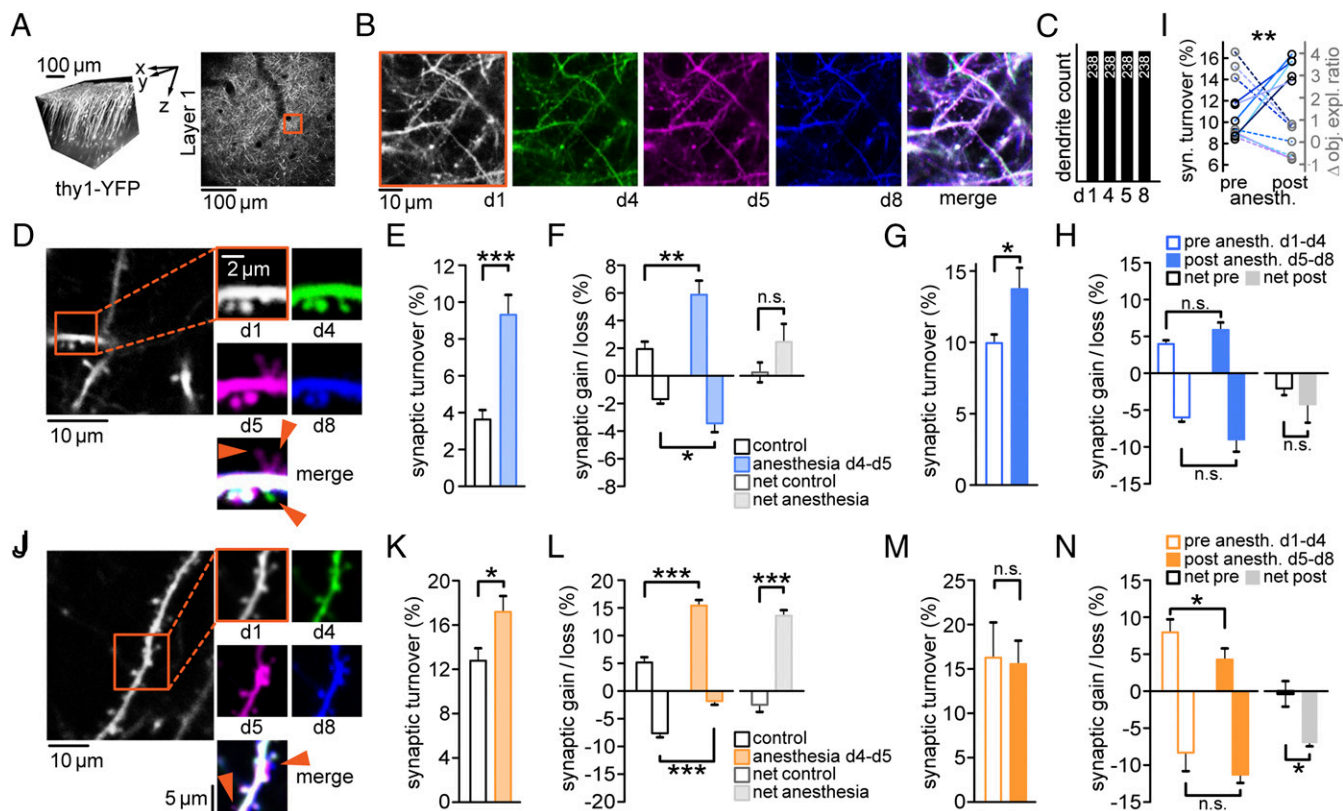 A
100 µm
x
y
z
thy1-YFP
Layer 1
100 µm
B
10 µm
d1
d4
d5
d8
merge
C
dendrite count
238
238
238
238
d1 4 5 8
I
**
syn. turnover (%)
16
14
12
10
8
6
4
3
2
1
0
-1
Δ obj expl. ratio
pre post
anesth.
D
2 µm
d1
d4
d5
d8
merge
10 µm
E
***
synaptic turnover (%)
12
10
8
6
4
2
0
F
**
n.s.
*
synaptic gain / loss (%)
8
6
4
2
0
-2
-4
-6
-8
control
anesthesia d4-d5
net control
net anesthesia
G
*
synaptic turnover (%)
15
10
5
0
H
pre anesth. d1-d4
post anesth. d5-d8
net pre net post
synaptic gain / loss (%)
10
5
0
-5
-10
-15
n.s.
n.s.
n.s.
J
d1
d4
d5
d8
merge
10 µm
5 µm
K
*
synaptic turnover (%)
20
16
12
8
4
0
L
***
***
***
synaptic gain / loss (%)
20
15
10
5
0
-5
-10
-15
-20
control
anesthesia d4-d5
net control
net anesthesia
M
n.s.
synaptic turnover (%)
25
20
15
10
5
0
N
pre anesth. d1-d4
post anesth. d5-d8
net pre net post
synaptic gain / loss (%)
10
5
0
-5
-10
-15
*
n.s.
*